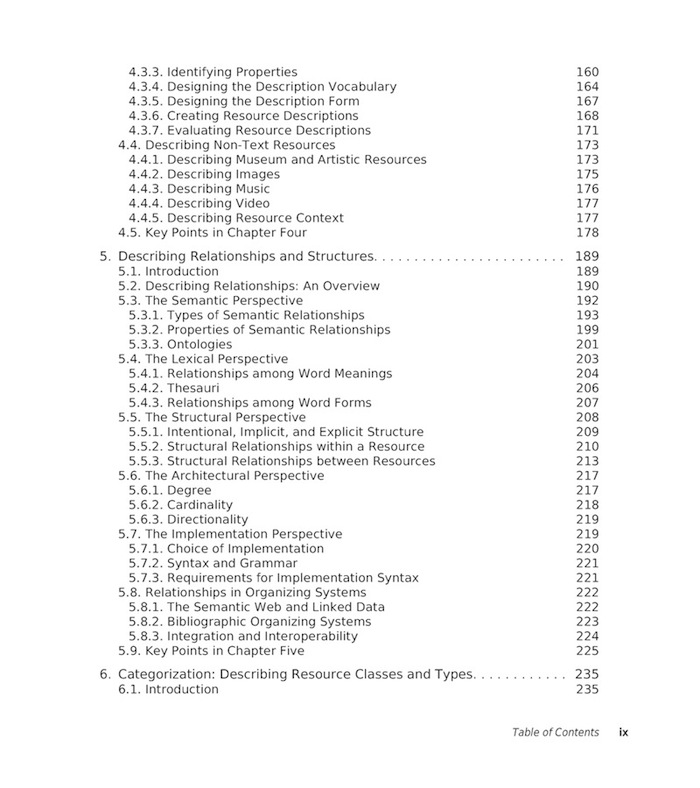 4.3.3. Identifying Properties 160
4.3.4. Designing the Description Vocabulary 164
4.3.5. Designing the Description Form 167
4.3.6. Creating Resource Descriptions 168
4.3.7. Evaluating Resource Descriptions 171
4.4. Describing Non-Text Resources 173
4.4.1. Describing Museum and Artistic Resources 173
4.4.2. Describing Images 175
4.4.3. Describing Music 176
4.4.4. Describing Video 177
4.4.5. Describing Resource Context 177
4.5. Key Points in Chapter Four 178
5. Describing Relationships and Structures. . . . . . . . . . . . . . . . . . . . . . . . 189
5.1. Introduction 189
5.2. Describing Relationships: An Overview 190
5.3. The Semantic Perspective 192
5.3.1. Types of Semantic Relationships 193
5.3.2. Properties of Semantic Relationships 199
5.3.3. Ontologies 201
5.4. The Lexical Perspective 203
5.4.1. Relationships among Word Meanings 204
5.4.2. Thesauri 206
5.4.3. Relationships among Word Forms 207
5.5. The Structural Perspective 208
5.5.1. Intentional, Implicit, and Explicit Structure 209
5.5.2. Structural Relationships within a Resource 210
5.5.3. Structural Relationships between Resources 213
5.6. The Architectural Perspective 217
5.6.1. Degree 217
5.6.2. Cardinality 218
5.6.3. Directionality 219
5.7. The Implementation Perspective 219
5.7.1. Choice of Implementation 220
5.7.2. Syntax and Grammar 221
5.7.3. Requirements for Implementation Syntax 221
5.8. Relationships in Organizing Systems 222
5.8.1. The Semantic Web and Linked Data 222
5.8.2. Bibliographic Organizing Systems 223
5.8.3. Integration and Interoperability 224
5.9. Key Points in Chapter Five 225
6. Categorization: Describing Resource Classes and Types. . . . . . . . . . . . 235
6.1. Introduction 235
Table of Contents ix